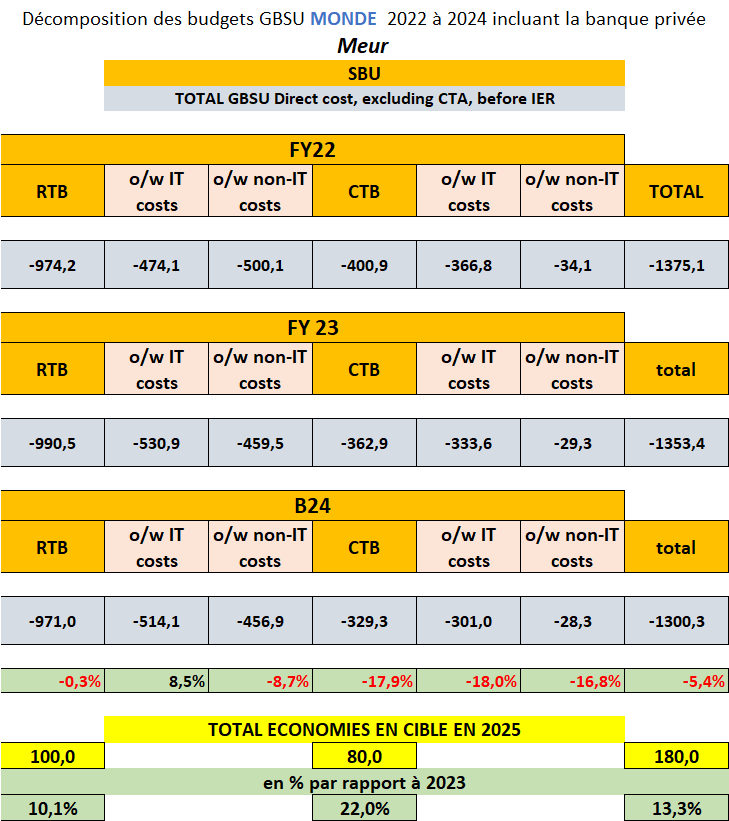 Décomposition des budgets GBSU MONDE 2022 à 2024 incluant la banque privée
Meur
SBU
TOTAL GBSU Direct cost, excluding CTA, before IER
FY22
RTB o/w IT costs o/w non-IT costs CTB o/w IT costs o/w non-IT costs TOTAL
-974,2 -474,1 -500,1 -400,9 -366,8 -34,1 -1375,1
FY 23
RTB o/w IT costs o/w non-IT costs CTB o/w IT costs o/w non-IT costs total
-990,5 -530,9 -459,5 -362,9 -333,6 -29,3 -1353,4
B24
RTB o/w IT costs o/w non-IT costs CTB o/w IT costs o/w non-IT costs total
-971,0 -514,1 -456,9 -329,3 -301,0 -28,3 -1300,3
-0,3% 8,5% -8,7% -17,9% -18,0% -16,8% -5,4%
TOTAL ECONOMIES EN CIBLE EN 2025
100,0 80,0 180,0
en % par rapport à 2023
10,1% 22,0% 13,3%